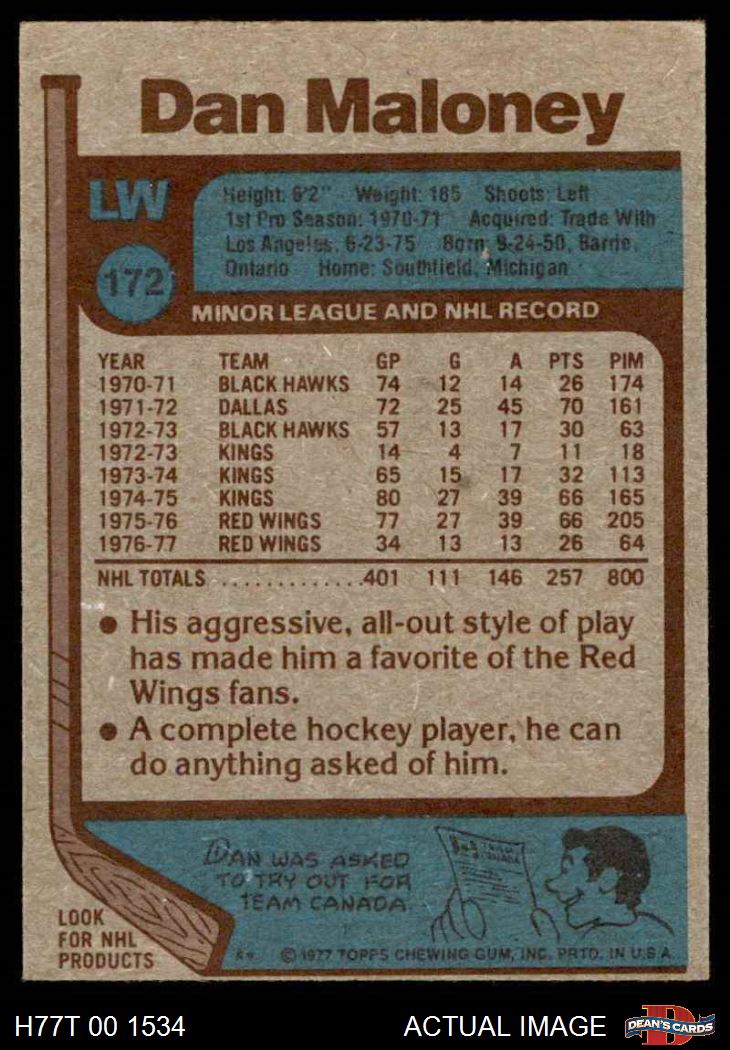 Dan Maloney
LW
Height: 6'2" Weight: 185 Shoots: Left
1st Pro Season: 1970-71 Acquired: Trade With
Los Angeles, 6-23-75 Born: 9-24-50, Barrie,
Ontario Home: Southfield, Michigan
172
MINOR LEAGUE AND NHL RECORD
YEAR TEAM GP G A PTS PIM
1970-71 BLACK HAWKS 74 12 14 26 174
1971-72 DALLAS 72 25 45 70 161
1972-73 BLACK HAWKS 57 13 17 30 63
1972-73 KINGS 14 4 7 11 18
1973-74 KINGS 65 15 17 32 113
1974-75 KINGS 80 27 39 66 165
1975-76 RED WINGS 77 27 39 66 205
1976-77 RED WINGS 34 13 13 26 64
NHL TOTALS .............401 111 146 257 800
● His aggressive, all-out style of play
has made him a favorite of the Red
Wings fans.
● A complete hockey player, he can
do anything asked of him.
DAN WAS ASKED
TO TRY OUT FOR
TEAM CANADA.
LOOK
FOR NHL
PRODUCTS
© 1977 TOPPS CHEWING GUM, INC. PRTD. IN U.S.A.
H77T 00 1534 ACTUAL IMAGE
DEAN'S CARDS